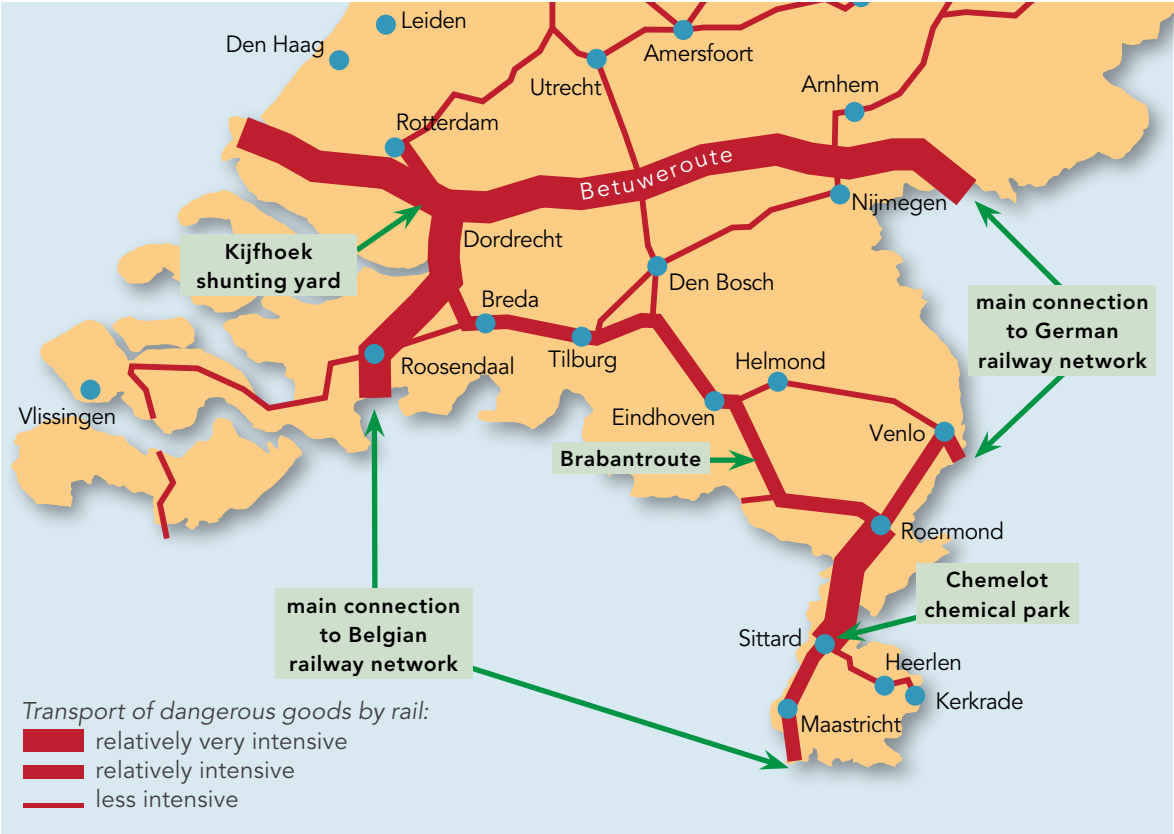 Leiden
Den Haag
Amersfoort
Utrecht
Arnhem
Rotterdam
Betuweroute
Nijmegen
Kijfhoek
shunting yard
Dordrecht
Den Bosch
main connection
to German
railway network
Breda
Tilburg
Roosendaal
Helmond
Vlissingen
Eindhoven
Venlo
Brabantroute
Roermond
Chemelot
chemical park
main connection
to Belgian
railway network
Sittard
Heerlen
Kerkrade
Maastricht
Transport of dangerous goods by rail:
relatively very intensive
relatively intensive
less intensive